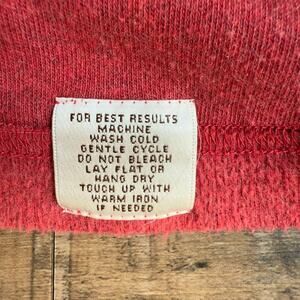 FOR BEST RESULTS
MACHINE
WASH COLD
GENTLE CYCLE
DO NOT BLEACH
LAY FLAT OR
HANG DRY
TOUCH UP WITH
WARM IRON
IF NEEDED